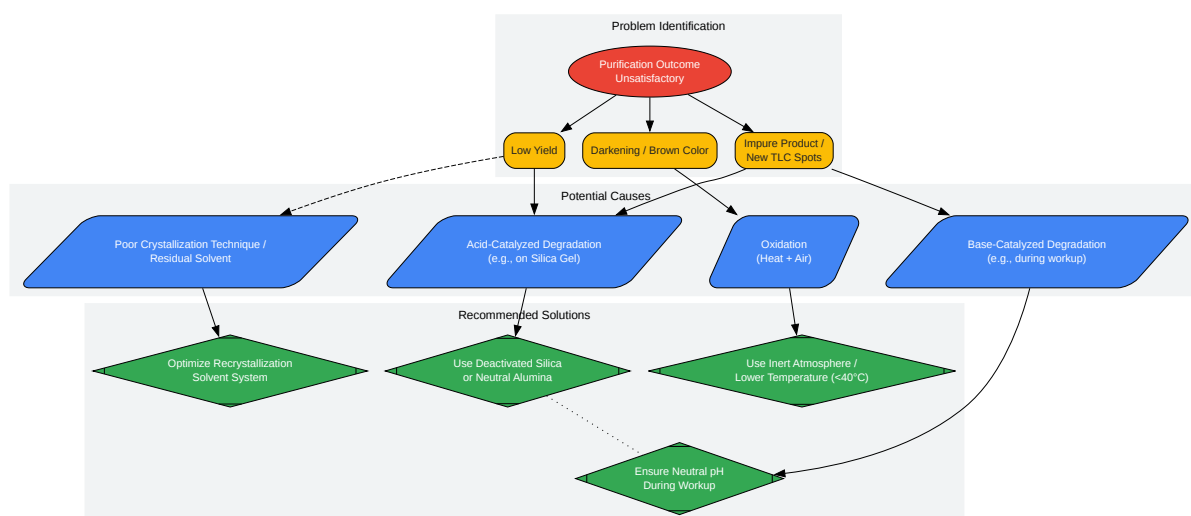 Problem Identification
Purification Outcome
Unsatisfactory
Low Yield
Darkening / Brown Color
Impure Product /
New TLC Spots
Potential Causes
Poor Crystallization Technique /
Residual Solvent
Acid-Catalyzed Degradation
(e.g., on Silica Gel)
Oxidation
(Heat + Air)
Base-Catalyzed Degradation
(e.g., during workup)
Recommended Solutions
Optimize Recrystallization
Solvent System
Use Deactivated Silica
or Neutral Alumina
Use Inert Atmosphere /
Lower Temperature (<40°C)
Ensure Neutral pH
During Workup